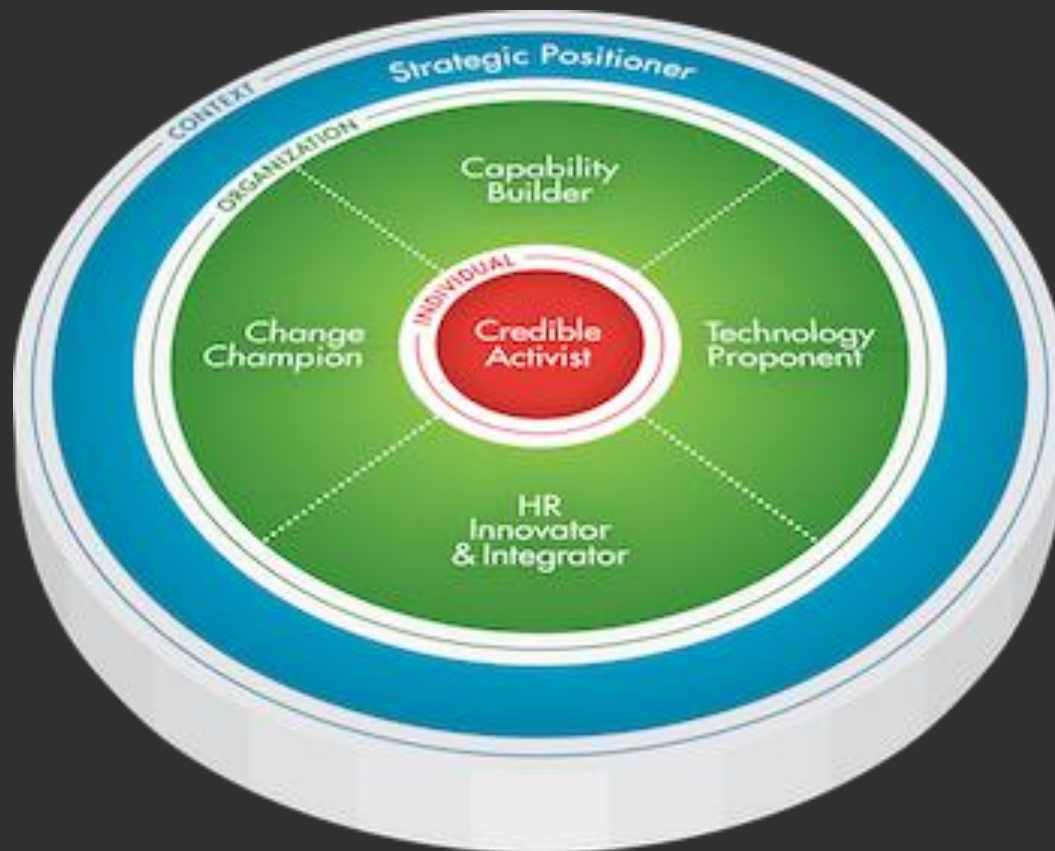 CONTEXT
Strategic Positioner
ORGANIZATION
Capability
Builder
INDIVIDUAL
Change
Champion
Credible
Activist
Technology
Proponent
HR
Innovator
& Integrator